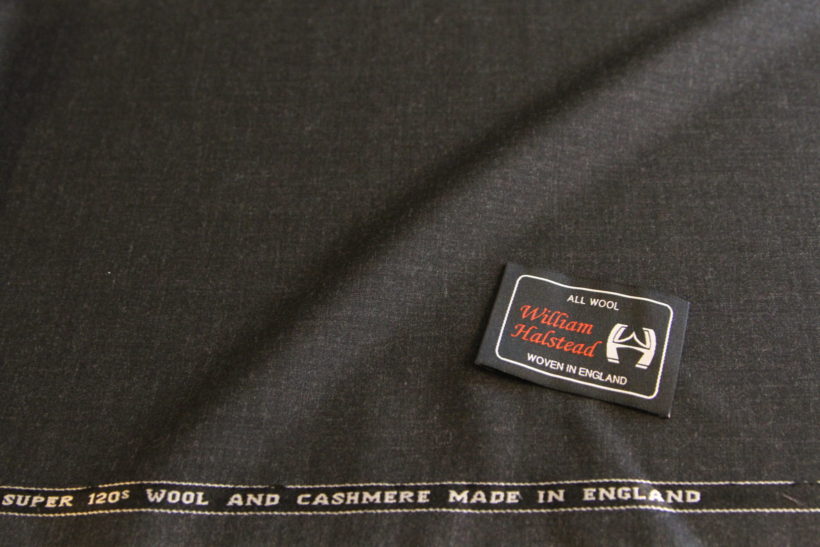 ALL WOOL
William
Halstead
WOVEN IN ENGLAND
SUPER 120s WOOL AND CASHMERE MADE IN ENGLAND